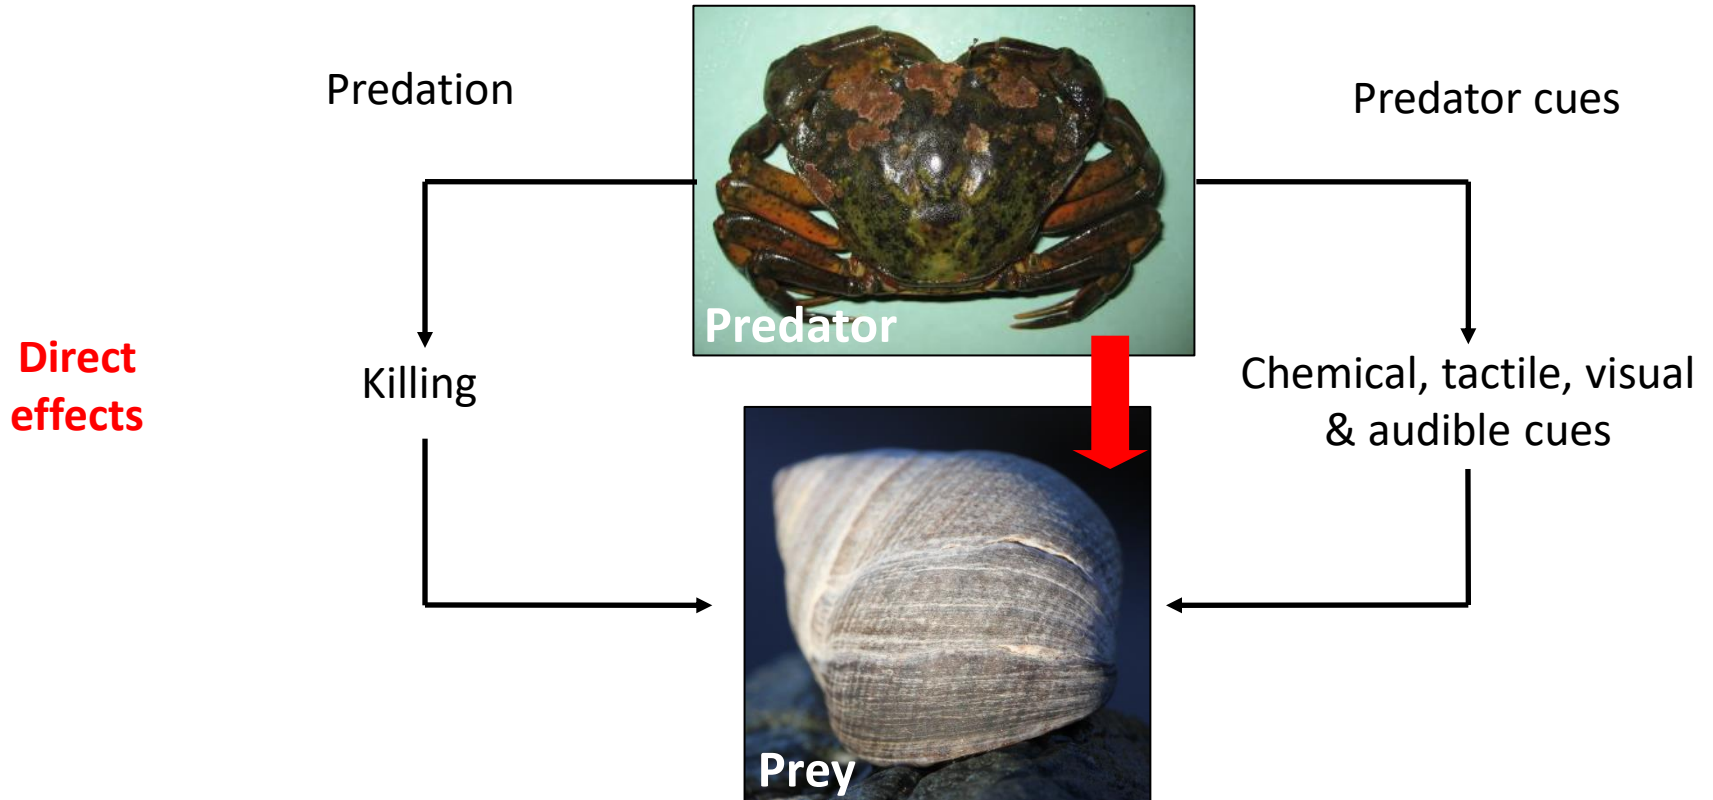 Predation
Predator cues
Predator
Direct
effects
Killing
Chemical, tactile, visual
& audible cues
Prey